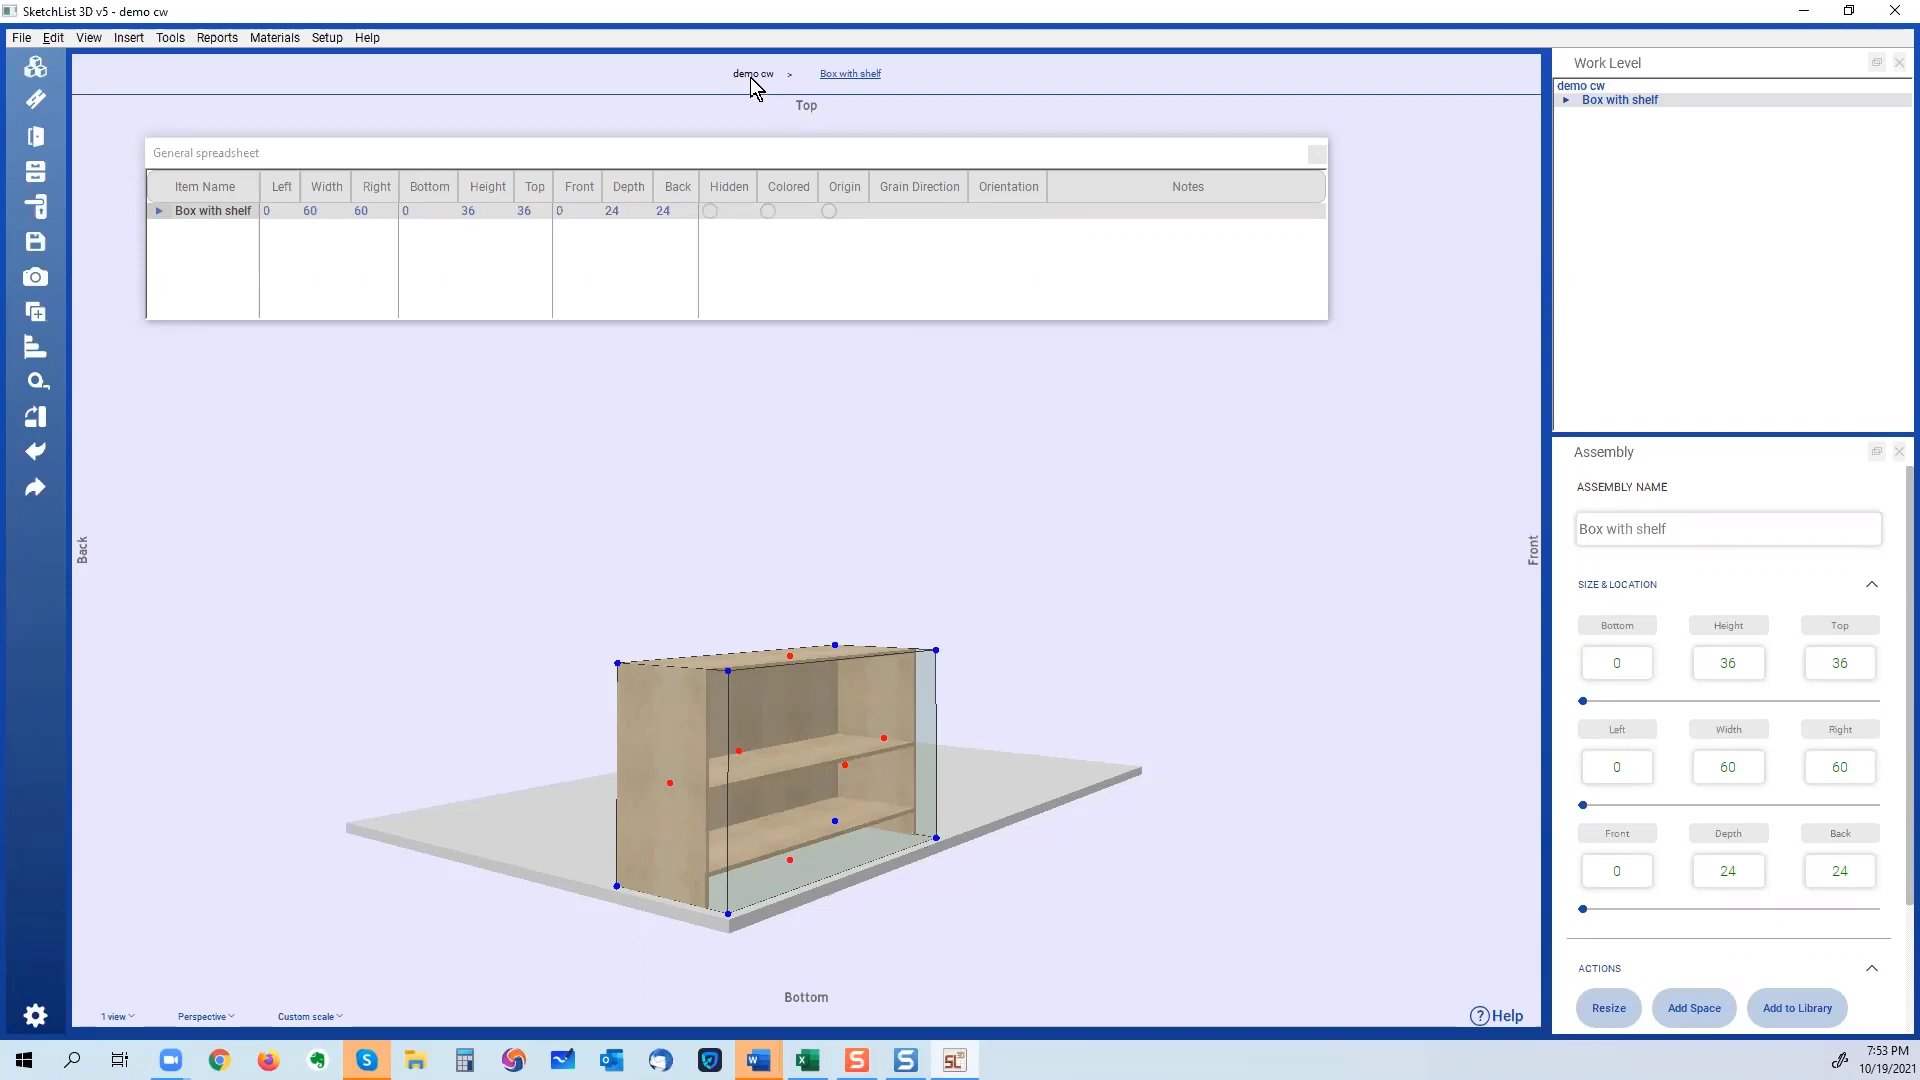 SketchList 3D v5 - demo cw
File Edit View Insert Tools Reports Materials Setup Help
demo cw > Box with shelf
Top
General spreadsheet
Item Name Left Width Right Bottom Height Top Front Depth Back Hidden Colored Origin Grain Direction Orientation Notes
Box with shelf 0 60 60 0 36 36 0 24 24
Back
Front
Bottom
1 view Perspective Custom scale
? Help
Work Level
demo cw
Box with shelf
Assembly
ASSEMBLY NAME
Box with shelf
SIZE & LOCATION
Bottom Height Top
0 36 36
Left Width Right
0 60 60
Front Depth Back
0 24 24
ACTIONS
Resize Add Space Add to Library
7:53 PM
10/19/2021